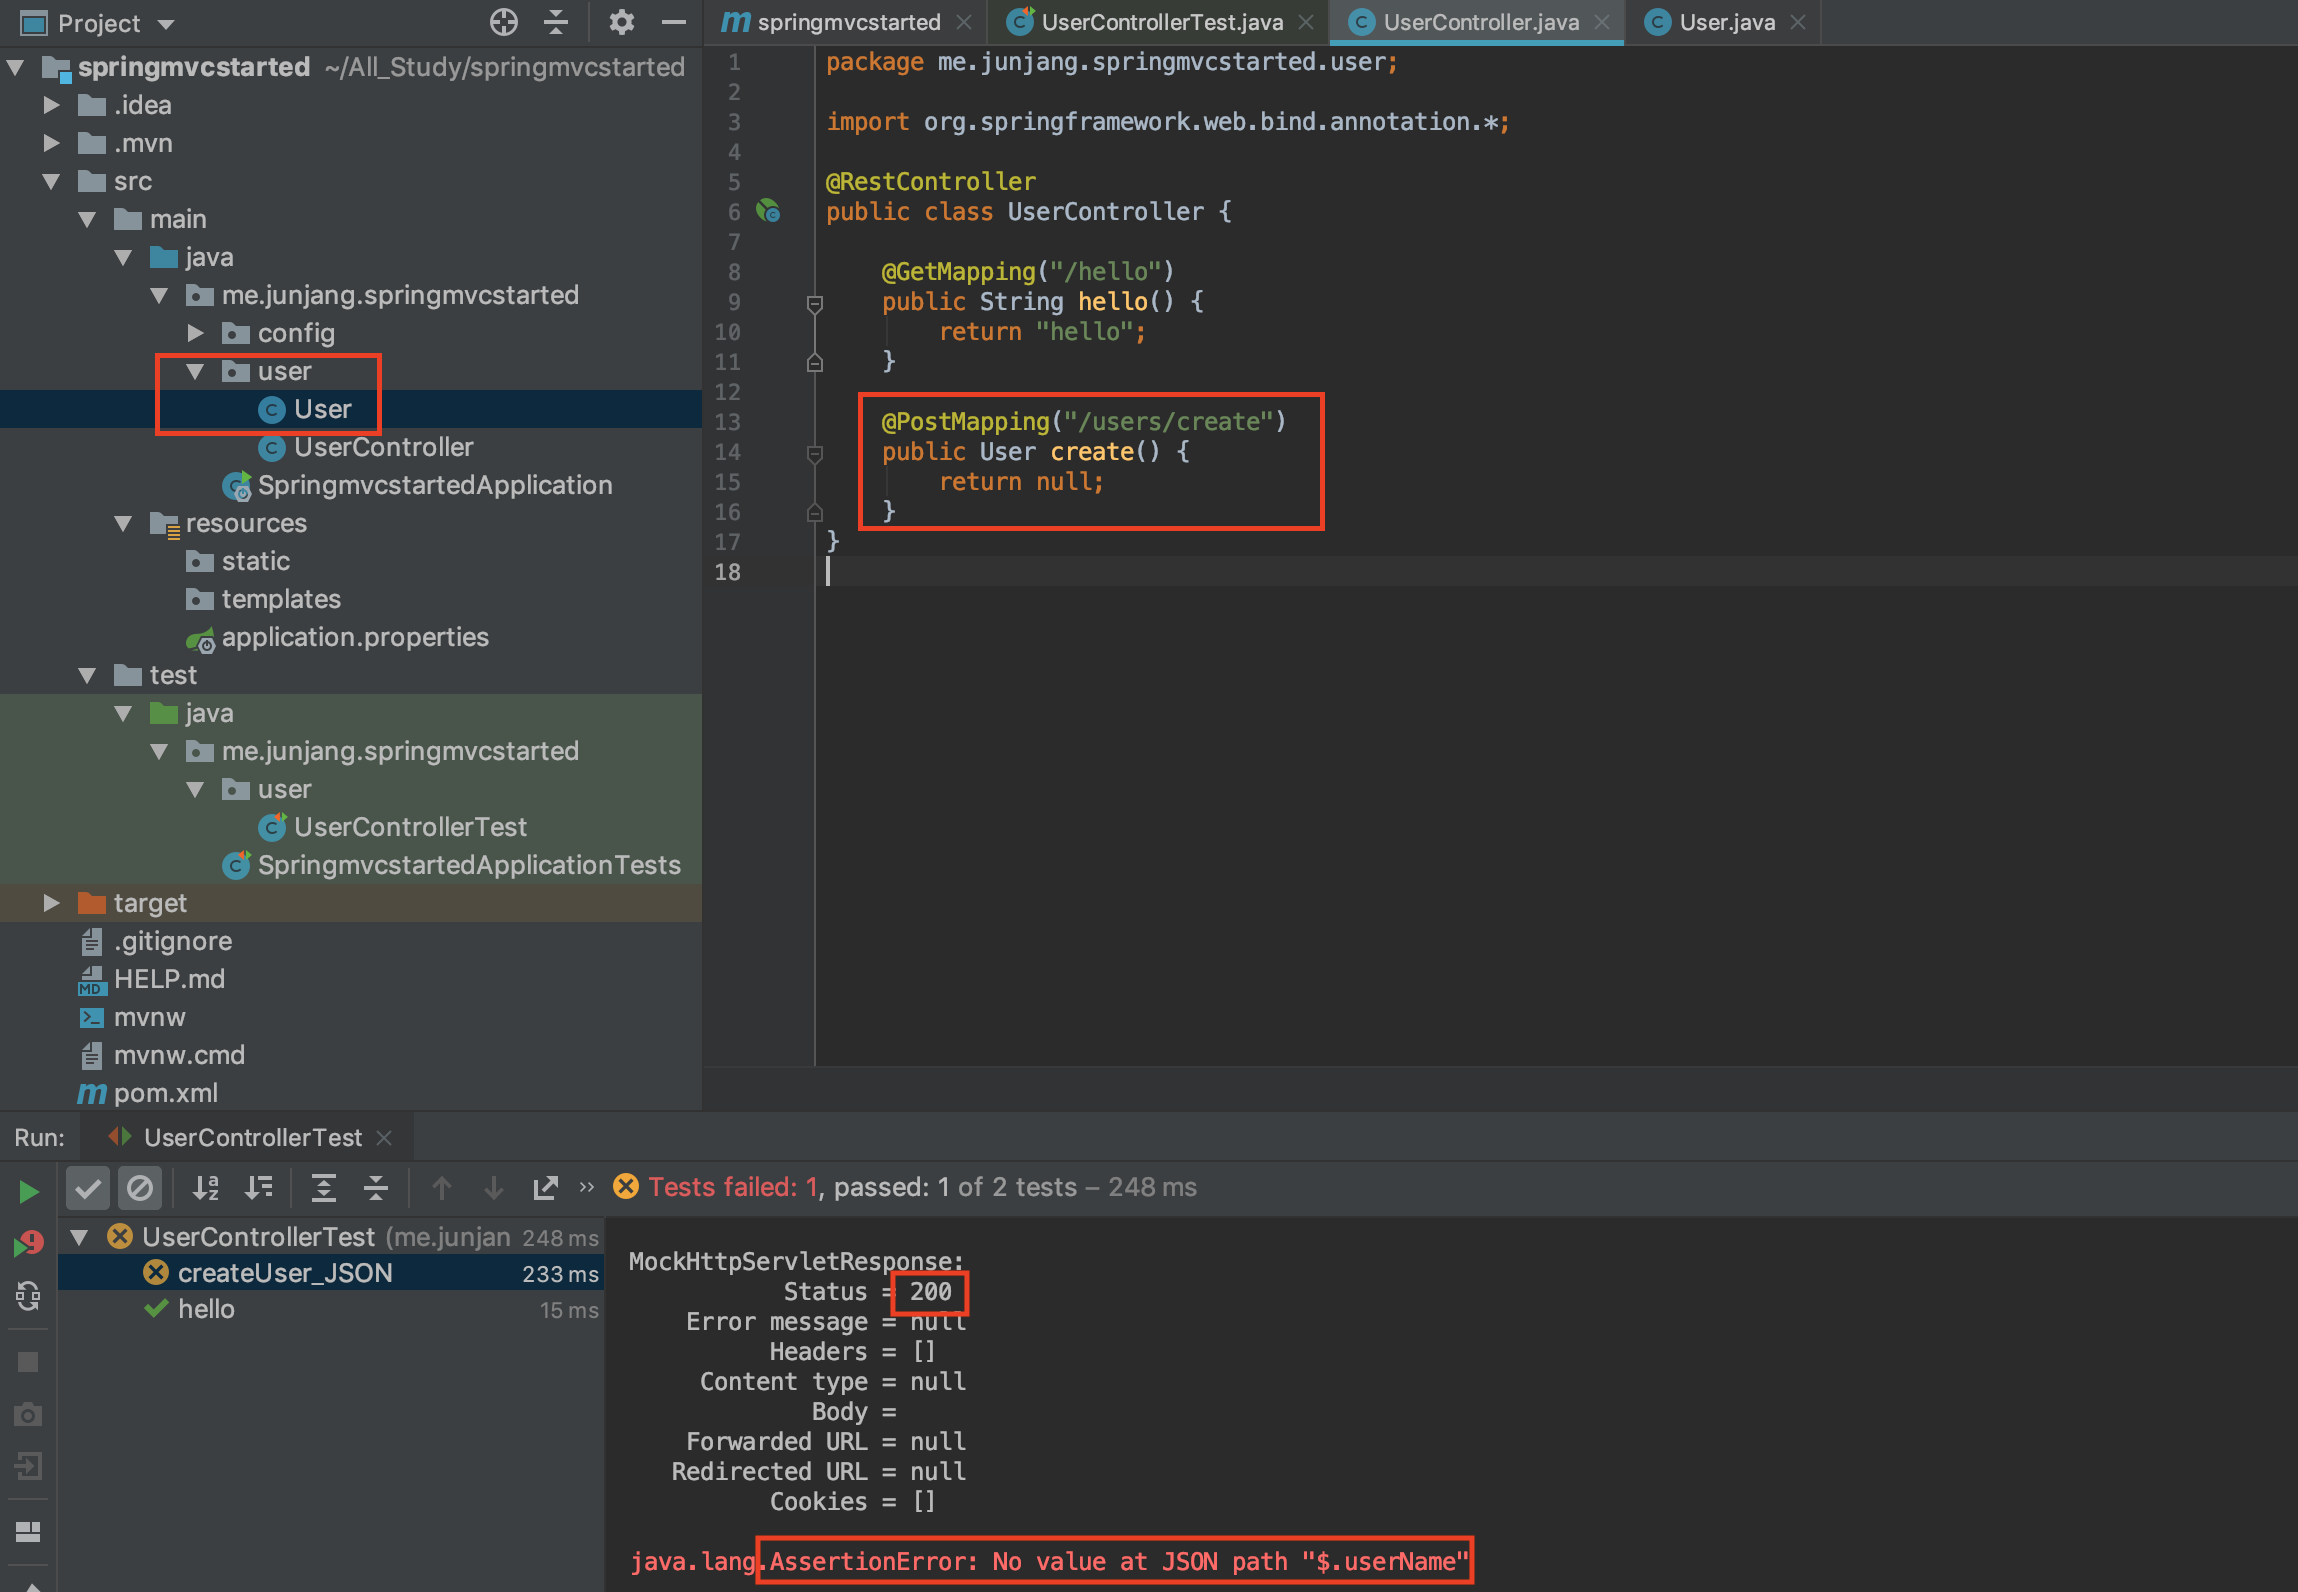 Project
springmvcstarted
UserControllerTest.java
UserController.java
User.java
springmvcstarted ~/All_Study/springmvcstarted
.idea
.mvn
src
main
java
me.junjang.springmvcstarted
config
user
User
UserController
SpringmvcstartedApplication
resources
static
templates
application.properties
test
java
me.junjang.springmvcstarted
user
UserControllerTest
SpringmvcstartedApplicationTests
target
.gitignore
HELP.md
mvnw
mvnw.cmd
pom.xml
1 package me.junjang.springmvcstarted.user;
2
3 import org.springframework.web.bind.annotation.*;
4
5 @RestController
6 public class UserController {
7
8 @GetMapping("/hello")
9 public String hello() {
10 return "hello";
11 }
12
13 @PostMapping("/users/create")
14 public User create() {
15 return null;
16 }
17 }
18
Run: UserControllerTest
Tests failed: 1, passed: 1 of 2 tests – 248 ms
UserControllerTest (me.junjan 248 ms
createUser_JSON 233 ms
hello 15 ms
MockHttpServletResponse:
Status = 200
Error message = null
Headers = []
Content type = null
Body =
Forwarded URL = null
Redirected URL = null
Cookies = []
java.lang.AssertionError: No value at JSON path "$.userName"